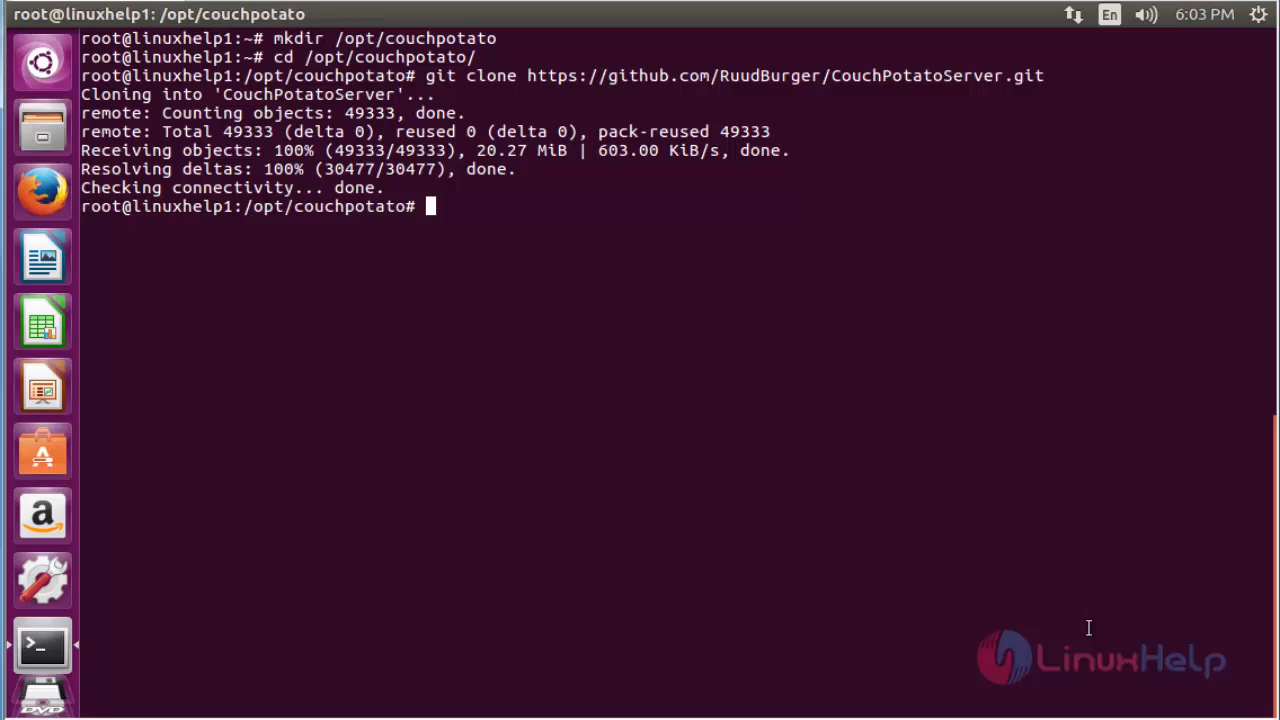 root@linuxhelp1: /opt/couchpotato
En
6:03 PM
root@linuxhelp1:~# mkdir /opt/couchpotato
root@linuxhelp1:~# cd /opt/couchpotato/
root@linuxhelp1:/opt/couchpotato# git clone https://github.com/RuudBurger/CouchPotatoServer.git
Cloning into 'CouchPotatoServer'...
remote: Counting objects: 49333, done.
remote: Total 49333 (delta 0), reused 0 (delta 0), pack-reused 49333
Receiving objects: 100% (49333/49333), 20.27 MiB | 603.00 KiB/s, done.
Resolving deltas: 100% (30477/30477), done.
Checking connectivity... done.
root@linuxhelp1:/opt/couchpotato#
a
>_
DVD
LinuxHelp